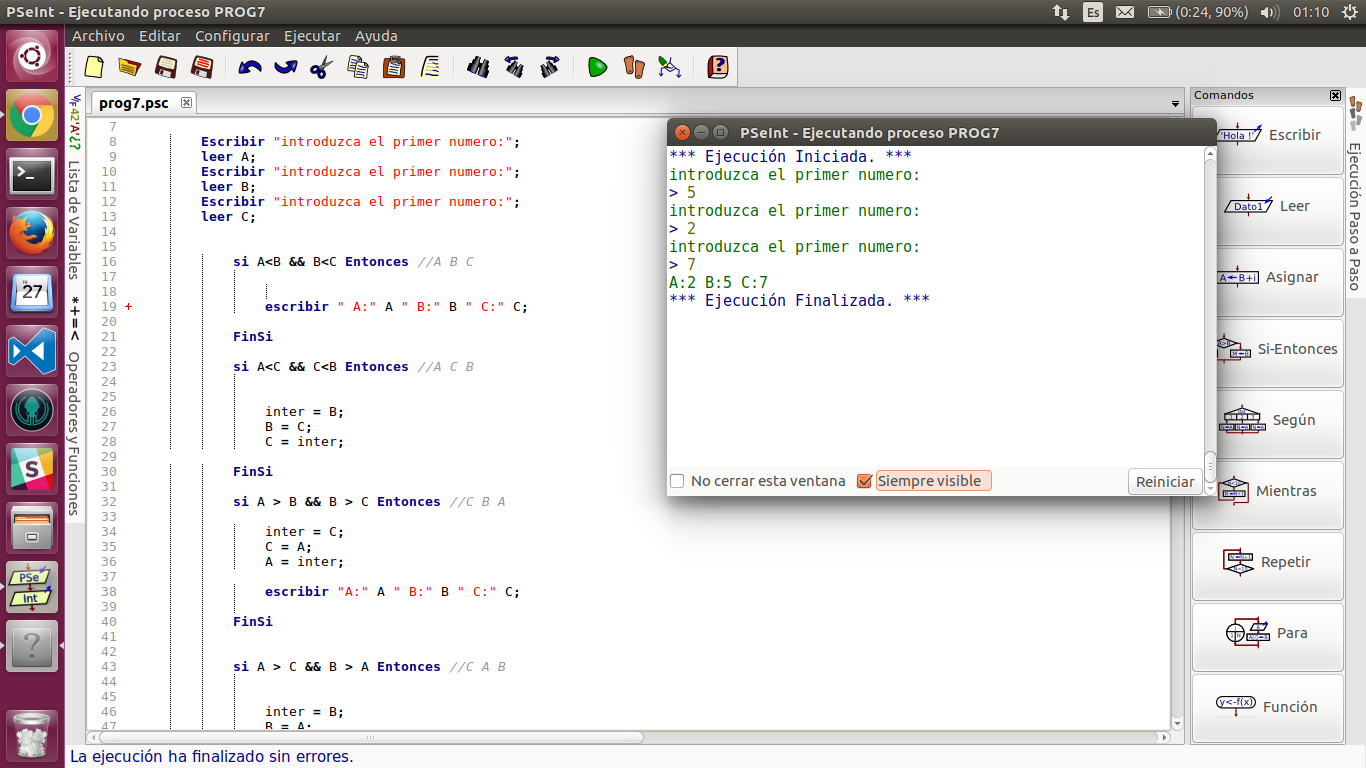 PSeInt - Ejecutando proceso PROG7
Es
(0:24, 90%)
01:10
Archivo Editar Configurar Ejecutar Ayuda
prog7.psc
Lista de Variables
*+=<
Operadores y Funciones
7
8 Escribir "introduzca el primer numero:";
9 leer A;
10 Escribir "introduzca el primer numero:";
11 leer B;
12 Escribir "introduzca el primer numero:";
13 leer C;
14
15
16 si A<B && B<C Entonces //A B C
17
18
19 + escribir " A:" A " B:" B " C:" C;
20
21 FinSi
22
23 si A<C && C<B Entonces //A C B
24
25
26 inter = B;
27 B = C;
28 C = inter;
29
30 FinSi
31
32 si A > B && B > C Entonces //C B A
33
34 inter = C;
35 C = A;
36 A = inter;
37
38 escribir "A:" A " B:" B " C:" C;
39
40 FinSi
41
42
43 si A > C && B > A Entonces //C A B
44
45
46 inter = B;
47 B = A;
PSeInt - Ejecutando proceso PROG7
*** Ejecución Iniciada. ***
introduzca el primer numero:
> 5
introduzca el primer numero:
> 2
introduzca el primer numero:
> 7
A:2 B:5 C:7
*** Ejecución Finalizada. ***
No cerrar esta ventana Siempre visible Reiniciar
Comandos
'Hola !' Escribir
Dato1 Leer
A←B+i Asignar
Si-Entonces
Según
Mientras
Repetir
Para
y<-f(x) Función
Ejecución Paso a Paso
27
PSe
Int
La ejecución ha finalizado sin errores.